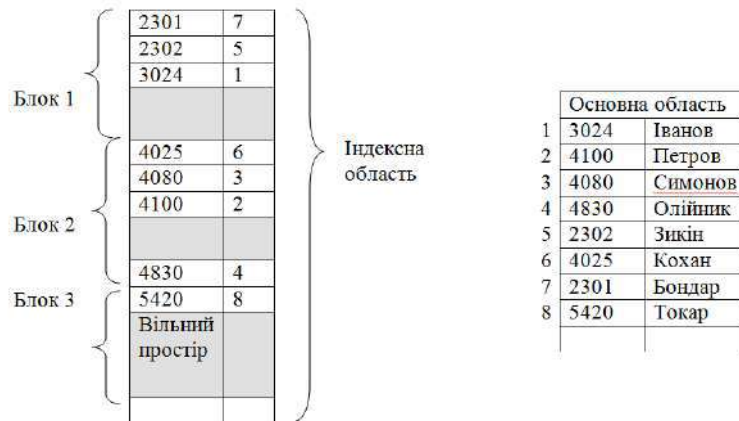 2301 7
2302 5
3024 1
Блок 1
4025 6
4080 3
4100 2
Блок 2
4830 4
Блок 3
5420 8
Вільний
простір
Індексна
область
Основна область
1 3024 Іванов
2 4100 Петров
3 4080 Симонов
4 4830 Олійник
5 2302 Зикін
6 4025 Кохан
7 2301 Бондар
8 5420 Токар